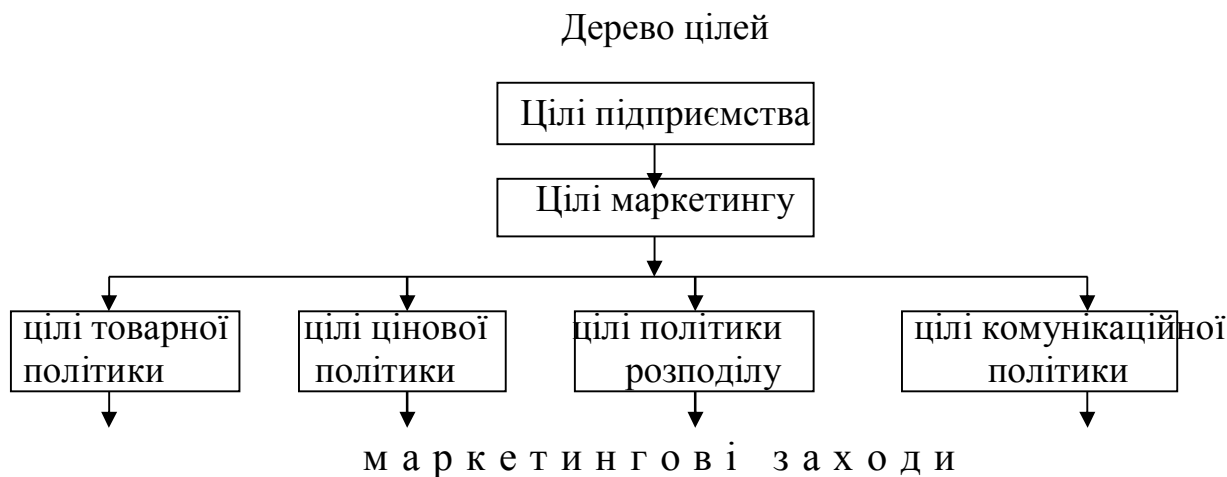 Дерево цілей
Цілі підприємства
Цілі маркетингу
цілі товарної
політики
цілі цінової
політики
цілі політики
розподілу
цілі комунікаційної
політики
маркетингові заходи